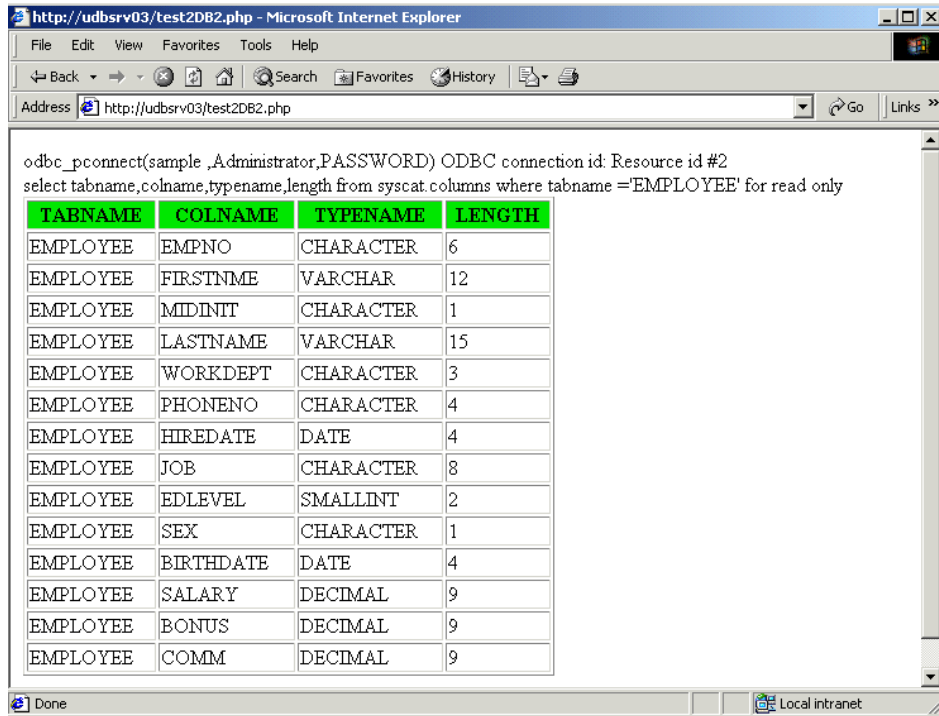 http://udbsrv03/test2DB2.php - Microsoft Internet Explorer
File Edit View Favorites Tools Help
Back Search Favorites History
Address http://udbsrv03/test2DB2.php Go Links »
odbc_pconnect(sample ,Administrator,PASSWORD) ODBC connection id: Resource id #2
select tabname,colname,typename,length from syscat.columns where tabname ='EMPLOYEE' for read only
TABNAME COLNAME TYPENAME LENGTH
EMPLOYEE EMPNO CHARACTER 6
EMPLOYEE FIRSTNME VARCHAR 12
EMPLOYEE MIDINIT CHARACTER 1
EMPLOYEE LASTNAME VARCHAR 15
EMPLOYEE WORKDEPT CHARACTER 3
EMPLOYEE PHONENO CHARACTER 4
EMPLOYEE HIREDATE DATE 4
EMPLOYEE JOB CHARACTER 8
EMPLOYEE EDLEVEL SMALLINT 2
EMPLOYEE SEX CHARACTER 1
EMPLOYEE BIRTHDATE DATE 4
EMPLOYEE SALARY DECIMAL 9
EMPLOYEE BONUS DECIMAL 9
EMPLOYEE COMM DECIMAL 9
Done Local intranet